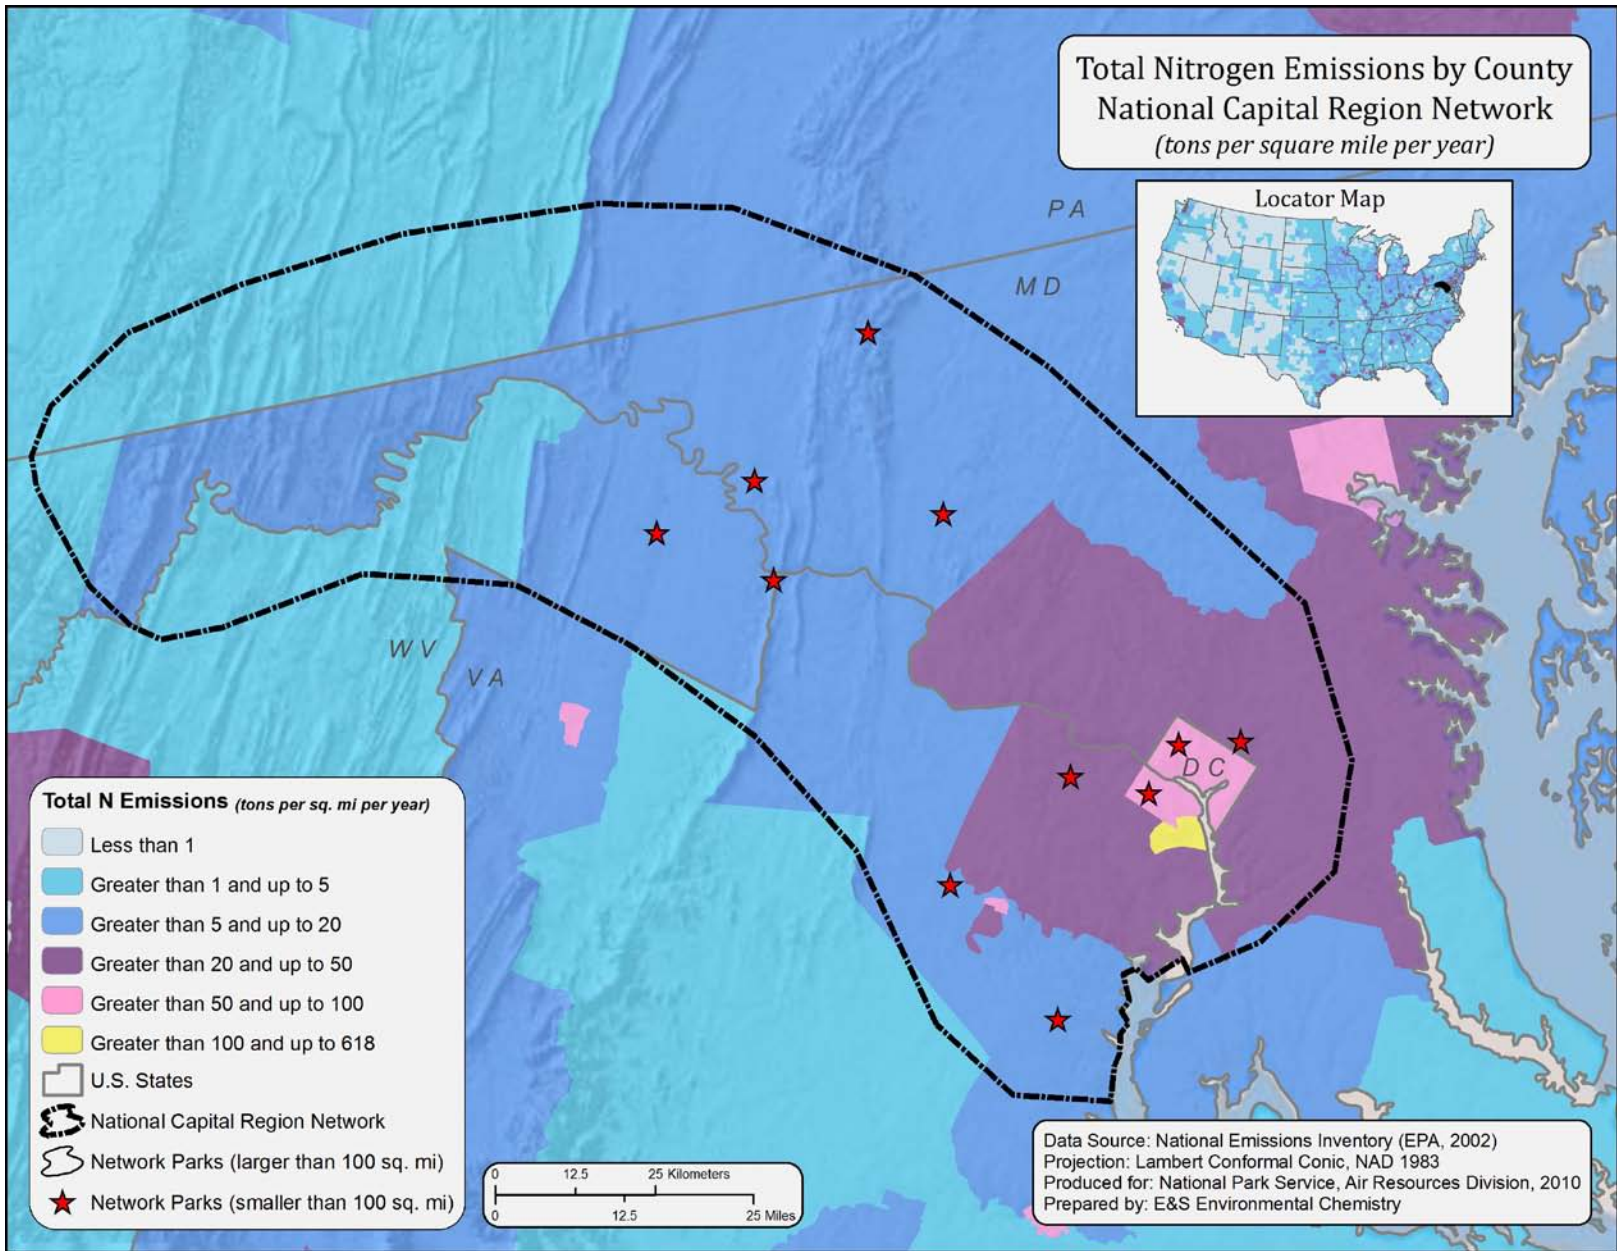 Total Nitrogen Emissions by County
National Capital Region Network
(tons per square mile per year)
Locator Map
PA
MD
WV
VA
DC
Total N Emissions (tons per sq. mi per year)
Less than 1
Greater than 1 and up to 5
Greater than 5 and up to 20
Greater than 20 and up to 50
Greater than 50 and up to 100
Greater than 100 and up to 618
U.S. States
National Capital Region Network
Network Parks (larger than 100 sq. mi)
Network Parks (smaller than 100 sq. mi)
0 12.5 25 Kilometers
0 12.5 25 Miles
Data Source: National Emissions Inventory (EPA, 2002)
Projection: Lambert Conformal Conic, NAD 1983
Produced for: National Park Service, Air Resources Division, 2010
Prepared by: E&S Environmental Chemistry